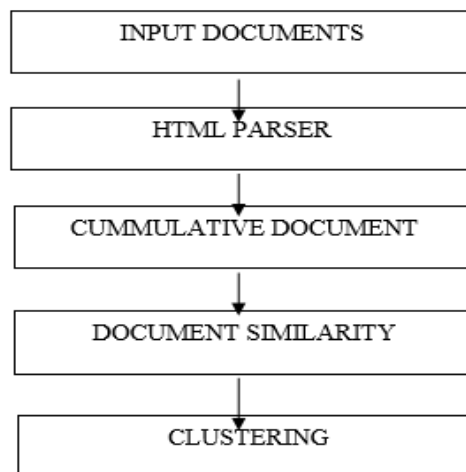 INPUT DOCUMENTS
HTML PARSER
CUMMULATIVE DOCUMENT
DOCUMENT SIMILARITY
CLUSTERING